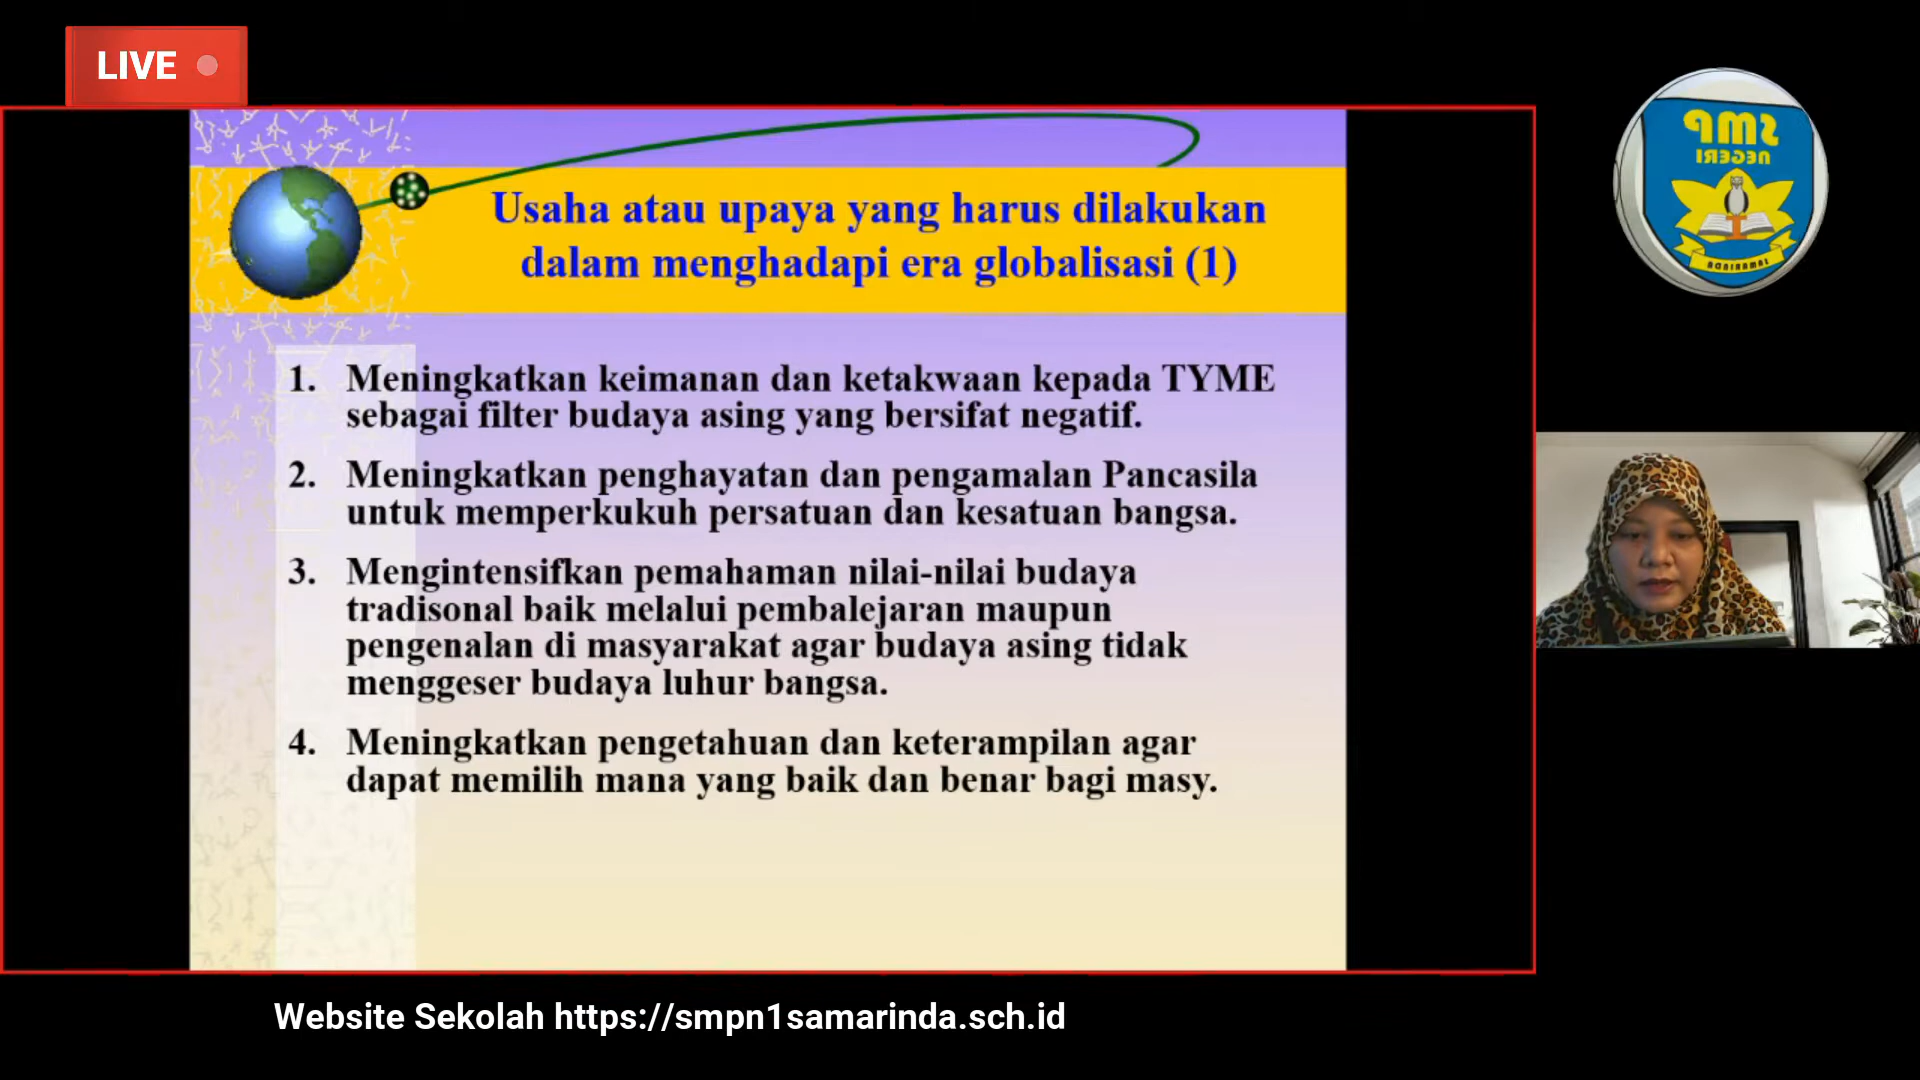 LIVE
SMP
NEGERI
SAMARINDA
Usaha atau upaya yang harus dilakukan
dalam menghadapi era globalisasi (1)
1. Meningkatkan keimanan dan ketakwaan kepada TYME
sebagai filter budaya asing yang bersifat negatif.
2. Meningkatkan penghayatan dan pengamalan Pancasila
untuk memperkukuh persatuan dan kesatuan bangsa.
3. Mengintensifkan pemahaman nilai-nilai budaya
tradisonal baik melalui pembalejaran maupun
pengenalan di masyarakat agar budaya asing tidak
menggeser budaya luhur bangsa.
4. Meningkatkan pengetahuan dan keterampilan agar
dapat memilih mana yang baik dan benar bagi masy.
Website Sekolah https://smpn1samarinda.sch.id